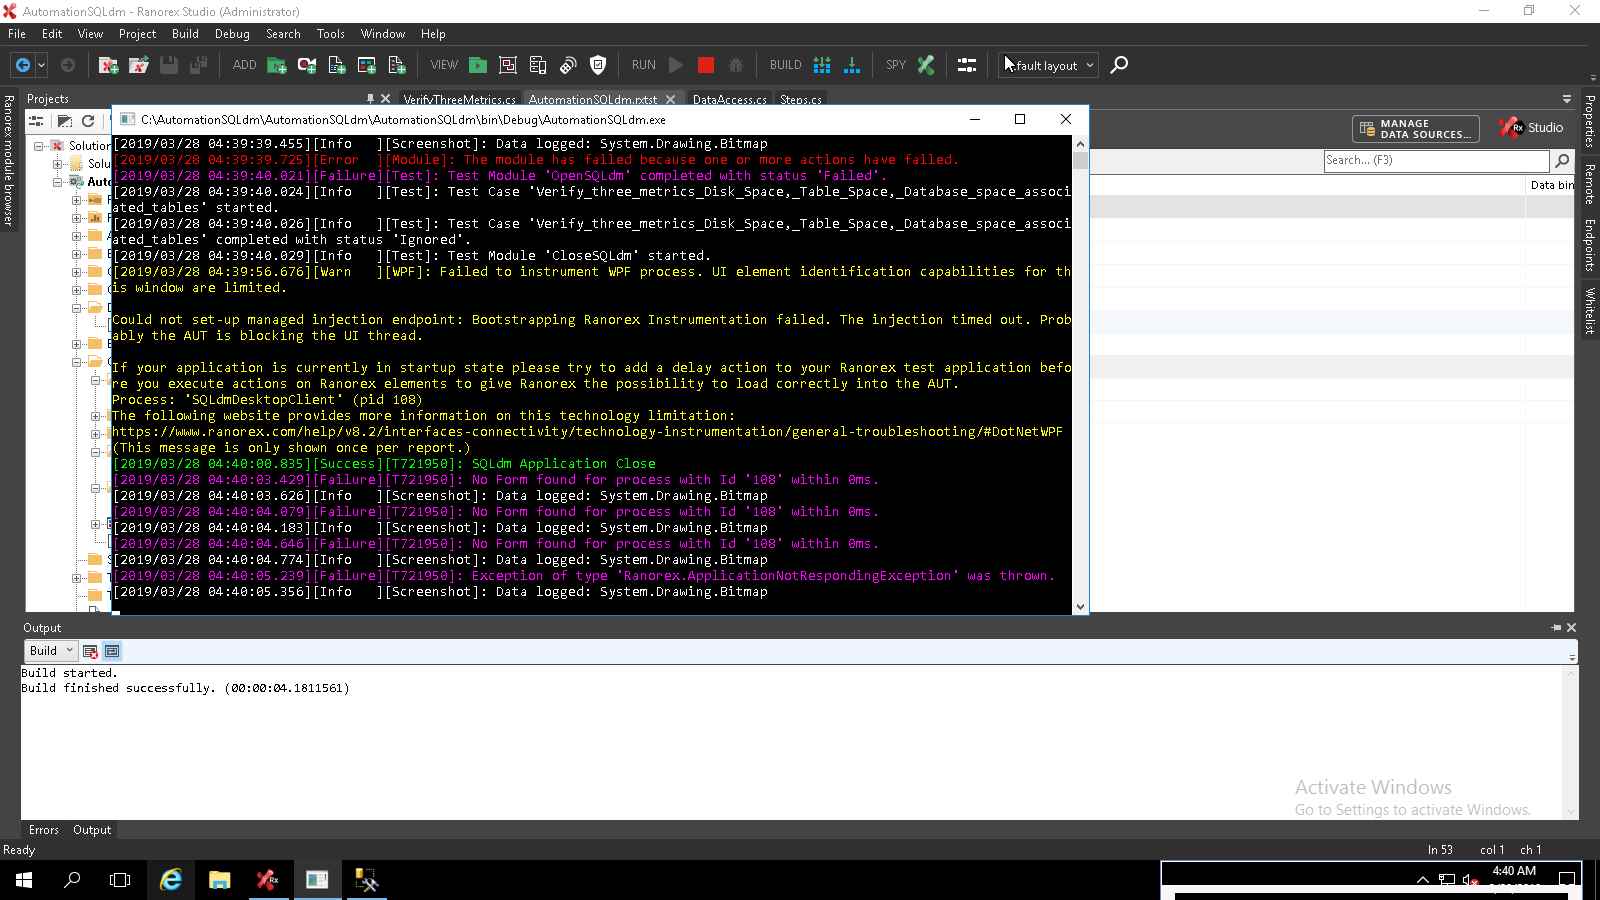 AutomationSQLdm - Ranorex Studio (Administrator)
File Edit View Project Build Debug Search Tools Window Help
ADD VIEW RUN BUILD SPY fault layout
Projects
VerifyThreeMetrics.cs AutomationSQLdm.rxtst DataAccess.cs Steps.cs
Ranorex module browser
Properties
Remote Endpoints
Whitelist
MANAGE
DATA SOURCES...
Rx Studio
Search... (F3)
Data bin
Solution
Solu
Auto
C:\AutomationSQLdm\AutomationSQLdm\AutomationSQLdm\bin\Debug\AutomationSQLdm.exe
[2019/03/28 04:39:39.455][Info   ][Screenshot]: Data logged: System.Drawing.Bitmap
[2019/03/28 04:39:39.725][Error  ][Module]: The module has failed because one or more actions have failed.
[2019/03/28 04:39:40.021][Failure][Test]: Test Module 'OpenSQLdm' completed with status 'Failed'.
[2019/03/28 04:39:40.024][Info   ][Test]: Test Case 'Verify_three_metrics_Disk_Space,_Table_Space,_Database_space_associ
ated_tables' started.
[2019/03/28 04:39:40.026][Info   ][Test]: Test Case 'Verify_three_metrics_Disk_Space,_Table_Space,_Database_space_associ
ated_tables' completed with status 'Ignored'.
[2019/03/28 04:39:40.029][Info   ][Test]: Test Module 'CloseSQLdm' started.
[2019/03/28 04:39:56.676][Warn   ][WPF]: Failed to instrument WPF process. UI element identification capabilities for th
is window are limited.
Could not set-up managed injection endpoint: Bootstrapping Ranorex Instrumentation failed. The injection timed out. Prob
ably the AUT is blocking the UI thread.
If your application is currently in startup state please try to add a delay action to your Ranorex test application befo
re you execute actions on Ranorex elements to give Ranorex the possibility to load correctly into the AUT.
Process: 'SQLdmDesktopClient' (pid 108)
The following website provides more information on this technology limitation:
https://www.ranorex.com/help/v8.2/interfaces-connectivity/technology-instrumentation/general-troubleshooting/#DotNetWPF
(This message is only shown once per report.)
[2019/03/28 04:40:00.835][Success][T721950]: SQLdm Application Close
[2019/03/28 04:40:03.429][Failure][T721950]: No Form found for process with Id '108' within 0ms.
[2019/03/28 04:40:03.626][Info   ][Screenshot]: Data logged: System.Drawing.Bitmap
[2019/03/28 04:40:04.079][Failure][T721950]: No Form found for process with Id '108' within 0ms.
[2019/03/28 04:40:04.183][Info   ][Screenshot]: Data logged: System.Drawing.Bitmap
[2019/03/28 04:40:04.646][Failure][T721950]: No Form found for process with Id '108' within 0ms.
[2019/03/28 04:40:04.774][Info   ][Screenshot]: Data logged: System.Drawing.Bitmap
[2019/03/28 04:40:05.239][Failure][T721950]: Exception of type 'Ranorex.ApplicationNotRespondingException' was thrown.
[2019/03/28 04:40:05.356][Info   ][Screenshot]: Data logged: System.Drawing.Bitmap
Output
Build
Build started.
Build finished successfully. (00:00:04.1811561)
Activate Windows
Go to Settings to activate Windows.
Errors Output
Ready
ln 53 col 1 ch 1
4:40 AM